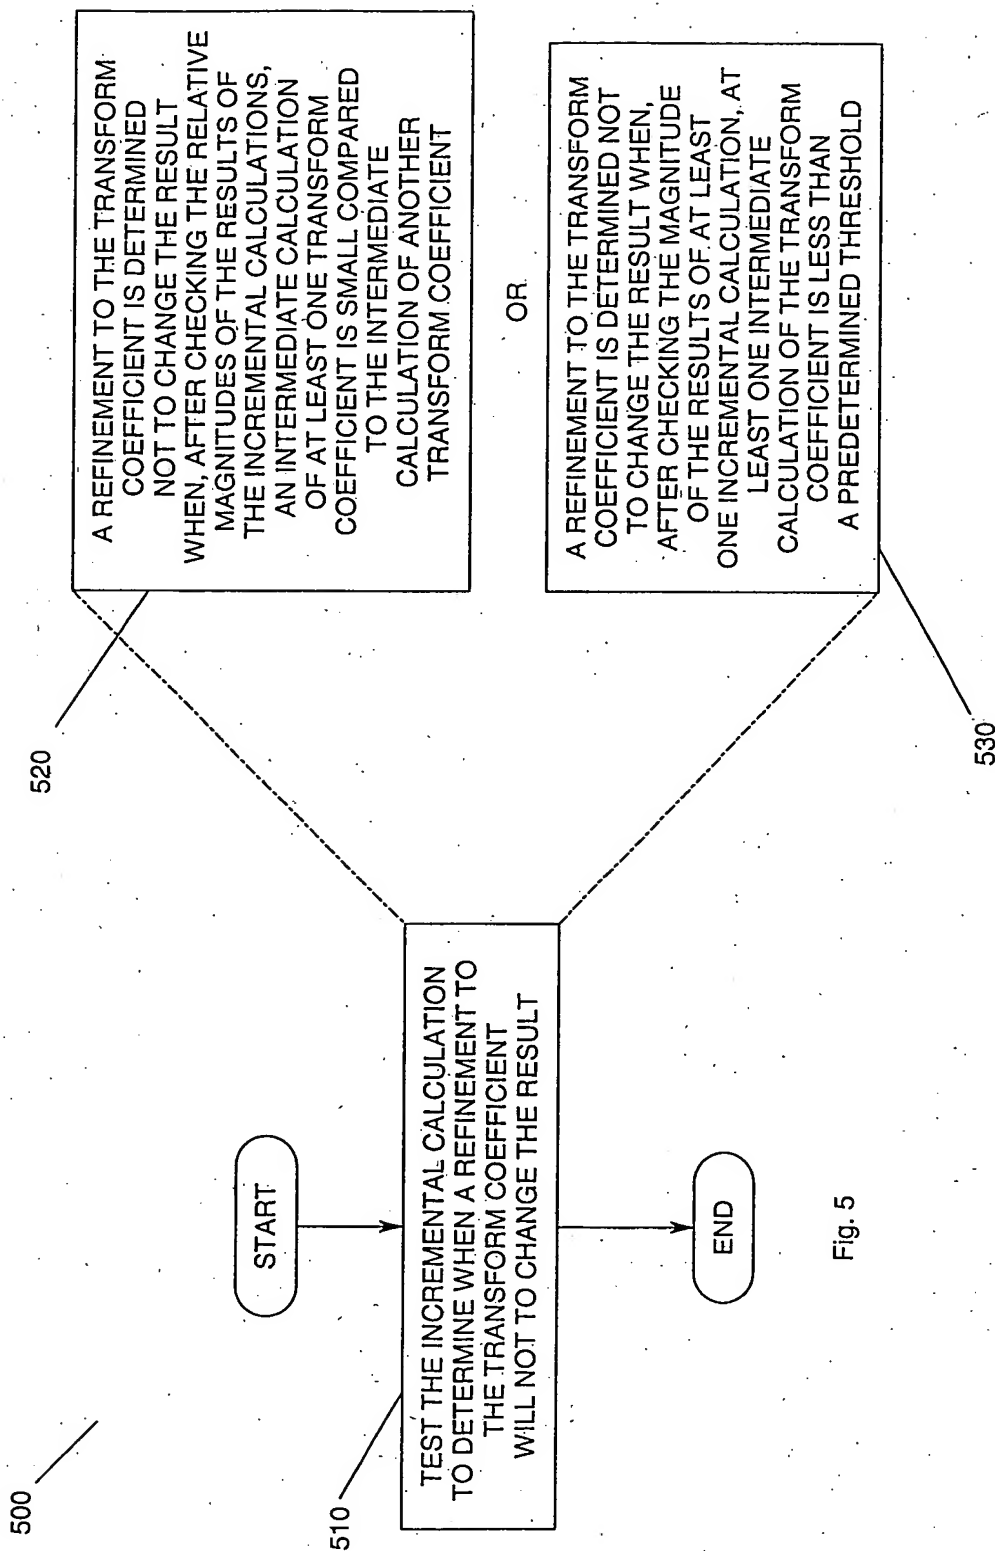 500
START
510
TEST THE INCREMENTAL CALCULATION
TO DETERMINE WHEN A REFINEMENT TO
THE TRANSFORM COEFFICIENT
WILL NOT TO CHANGE THE RESULT
END
520
A REFINEMENT TO THE TRANSFORM
COEFFICIENT IS DETERMINED
NOT TO CHANGE THE RESULT
WHEN, AFTER CHECKING THE RELATIVE
MAGNITUDES OF THE RESULTS OF
THE INCREMENTAL CALCULATIONS,
AN INTERMEDIATE CALCULATION
OF AT LEAST ONE TRANSFORM
COEFFICIENT IS SMALL COMPARED
TO THE INTERMEDIATE
CALCULATION OF ANOTHER
TRANSFORM COEFFICIENT
OR
A REFINEMENT TO THE TRANSFORM
COEFFICIENT IS DETERMINED NOT
TO CHANGE THE RESULT WHEN,
AFTER CHECKING THE MAGNITUDE
OF THE RESULTS OF AT LEAST
ONE INCREMENTAL CALCULATION, AT
LEAST ONE INTERMEDIATE
CALCULATION OF THE TRANSFORM
COEFFICIENT IS LESS THAN
A PREDETERMINED THRESHOLD
530
Fig. 5